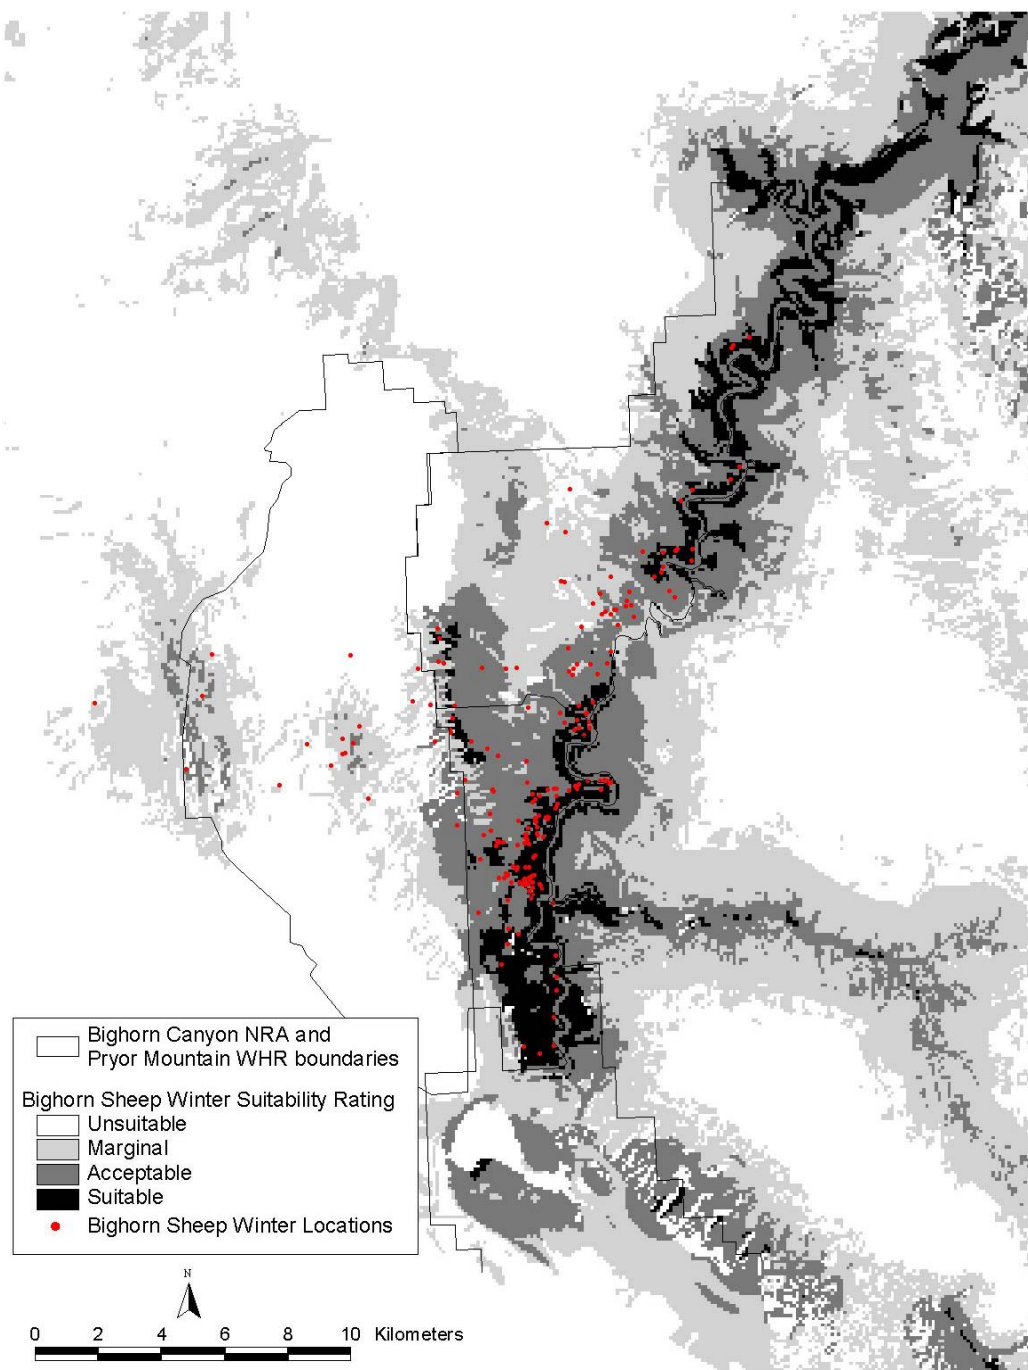 Bighorn Canyon NRA and
Pryor Mountain WHR boundaries
Bighorn Sheep Winter Suitability Rating
Unsuitable
Marginal
Acceptable
Suitable
Bighorn Sheep Winter Locations
N
0 2 4 6 8 10 Kilometers